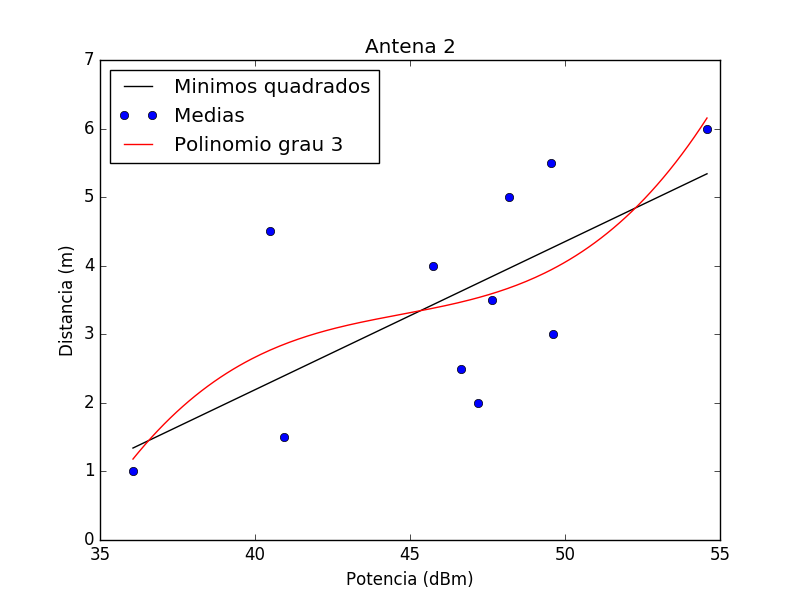 Antena 2
Minimos quadrados
Medias
Polinomio grau 3
7
6
5
4
3
2
1
0
Distancia (m)
35 40 45 50 55
Potencia (dBm)